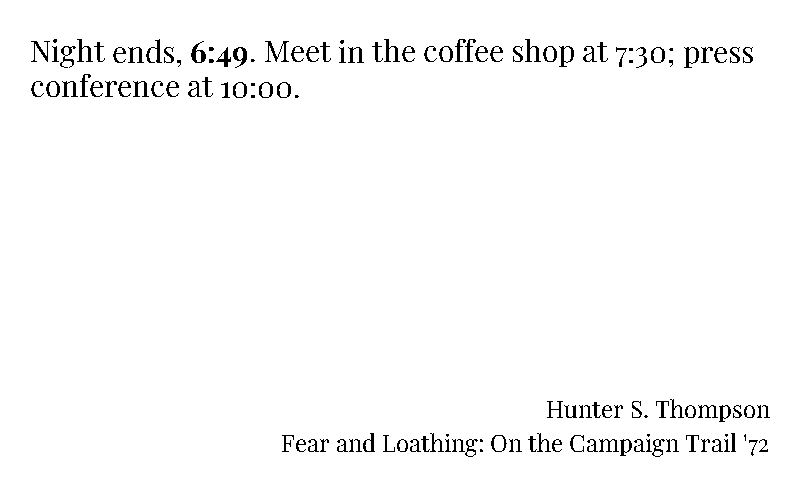 Night ends, 6:49. Meet in the coffee shop at 7:30; press
conference at 10:00.
Hunter S. Thompson
Fear and Loathing: On the Campaign Trail '72